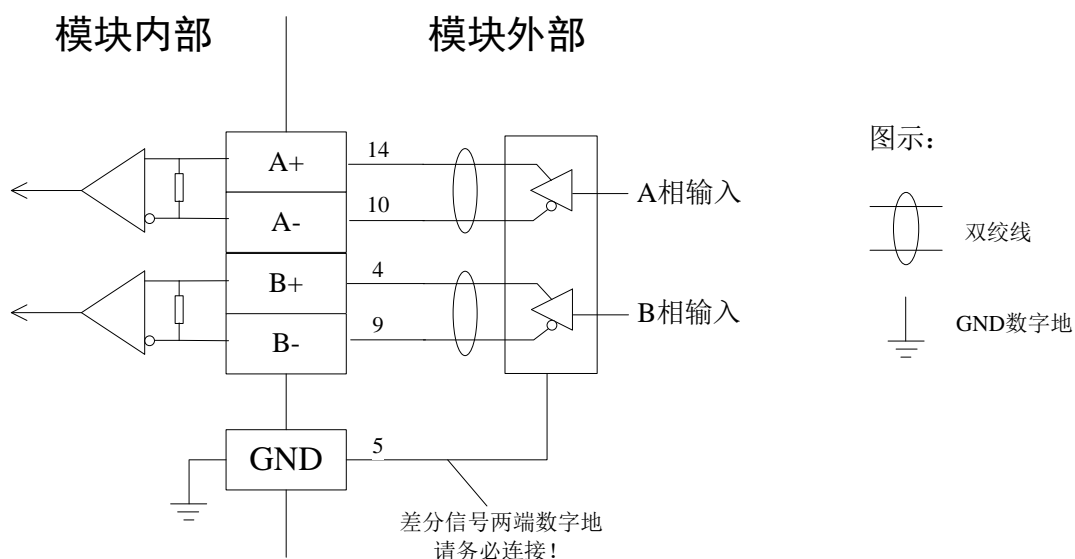 模块内部
模块外部
A+
14
A-
10
A相输入
B+
4
B-
9
B相输入
GND
5
差分信号两端数字地
请务必连接！
图示：
双绞线
GND数字地